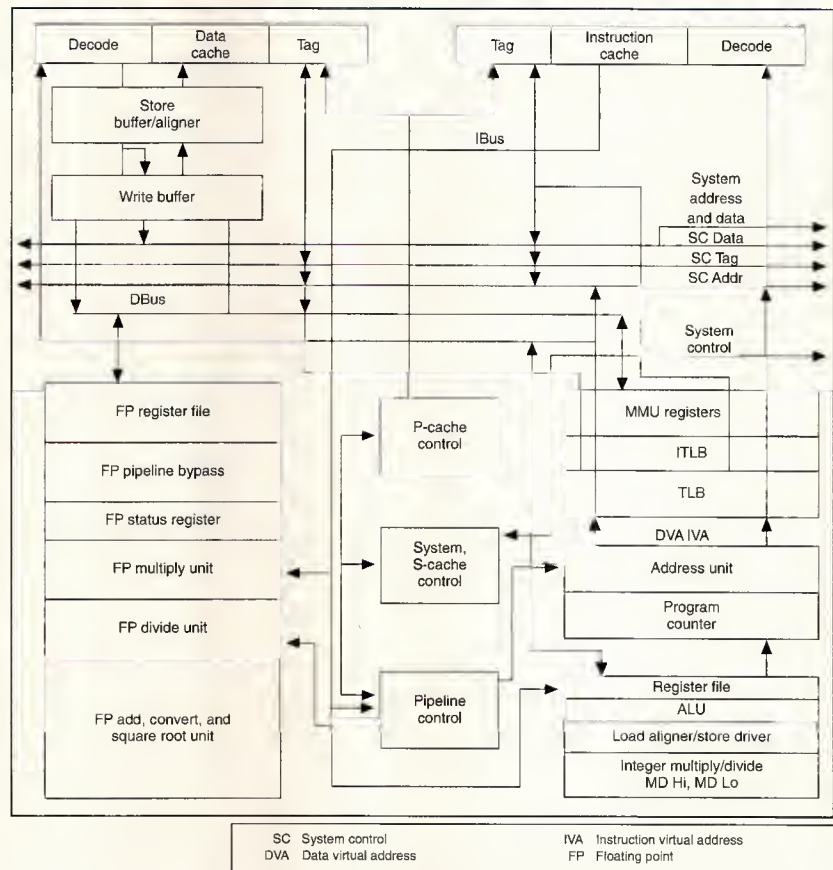 Decode
Data
cache
Tag
Tag
Instruction
cache
Decode
Store
buffer/aligner
IBus
Write buffer
System
address
and data
SC Data
SC Tag
SC Addr
DBus
System
control
FP register file
P-cache
control
MMU registers
ITLB
FP pipeline bypass
TLB
FP status register
DVA IVA
System,
S-cache
control
FP multiply unit
Address unit
Program
counter
FP divide unit
Register file
Pipeline
control
ALU
FP add, convert, and
square root unit
Load aligner/store driver
Integer multiply/divide
MD Hi, MD Lo
SC System control
IVA Instruction virtual address
DVA Data virtual address
FP Floating point